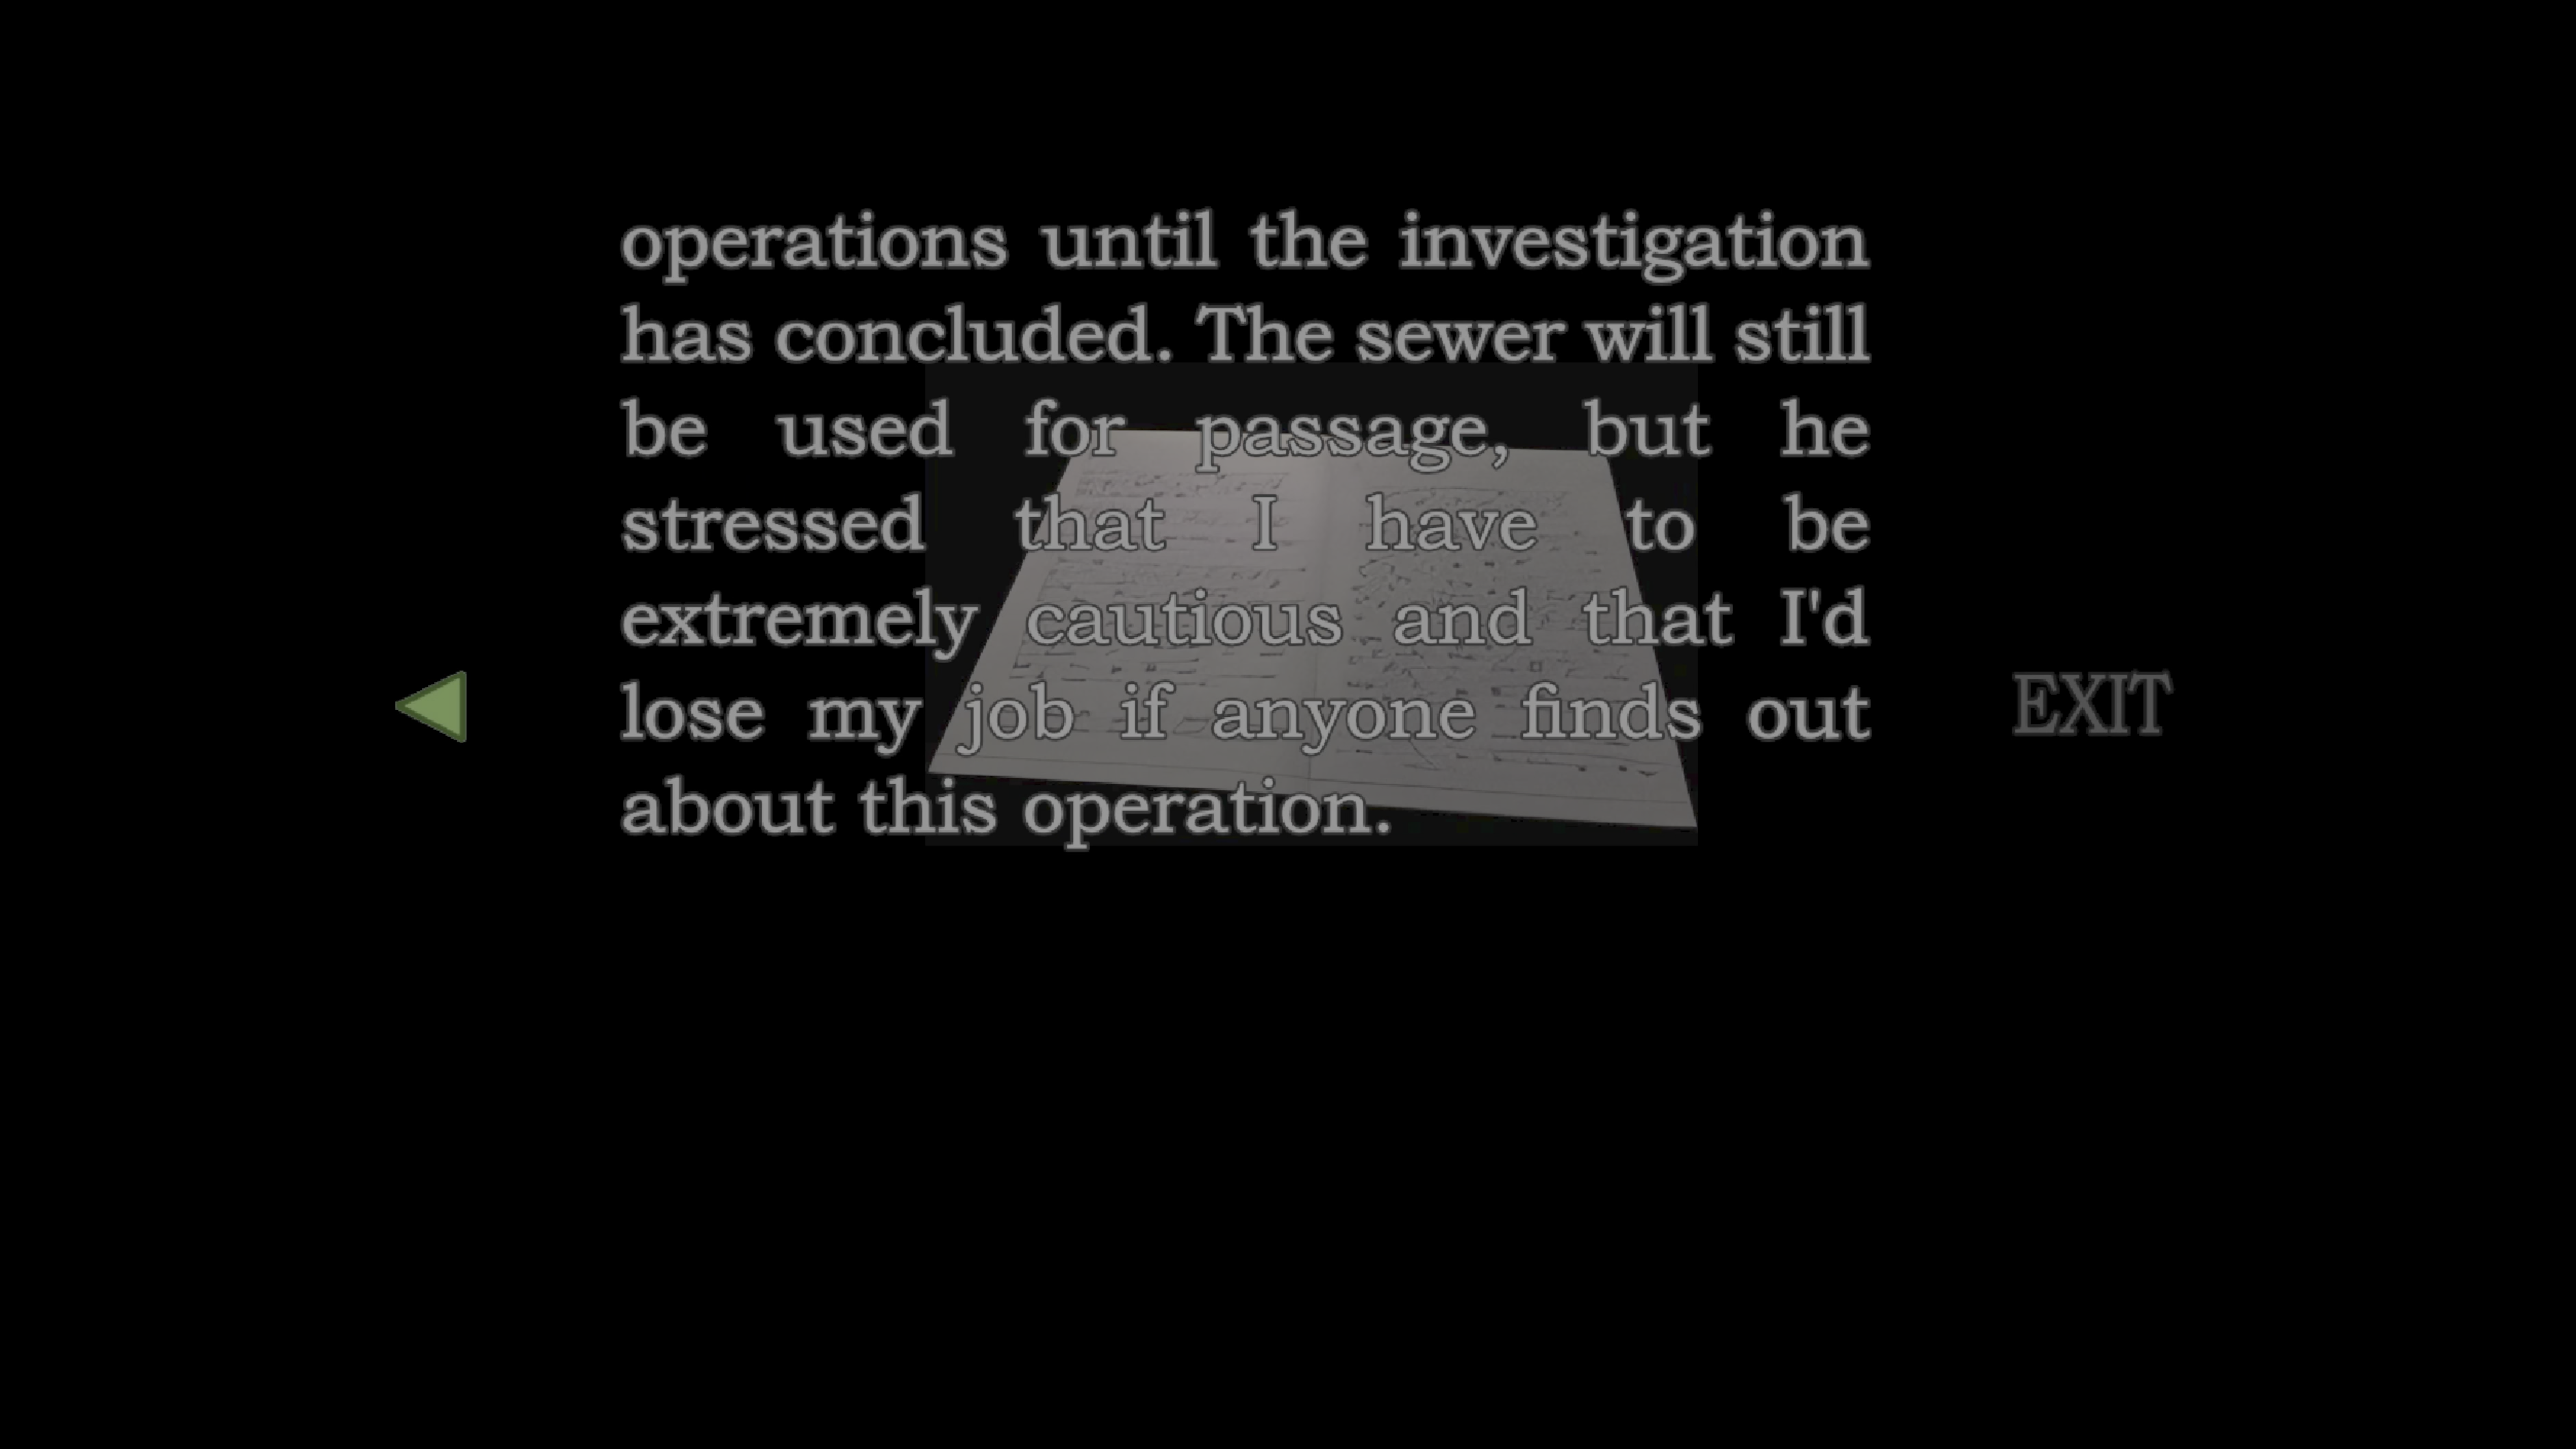 operations until the investigation
has concluded. The sewer will still
be used for passage, but he
stressed that I have to be
extremely cautious and that I'd
lose my job if anyone finds out
about this operation.
EXIT